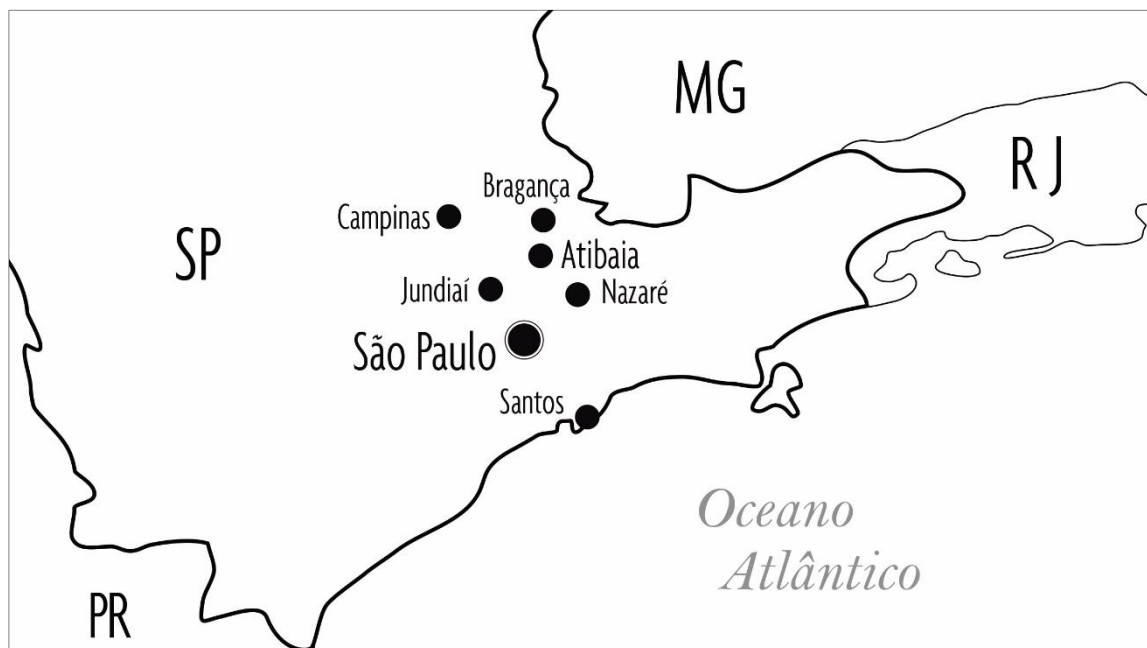 MG
R J
Bragança
Campinas
SP
Atibaia
Jundiaí
Nazaré
São Paulo
Santos
Oceano
Atlântico
PR